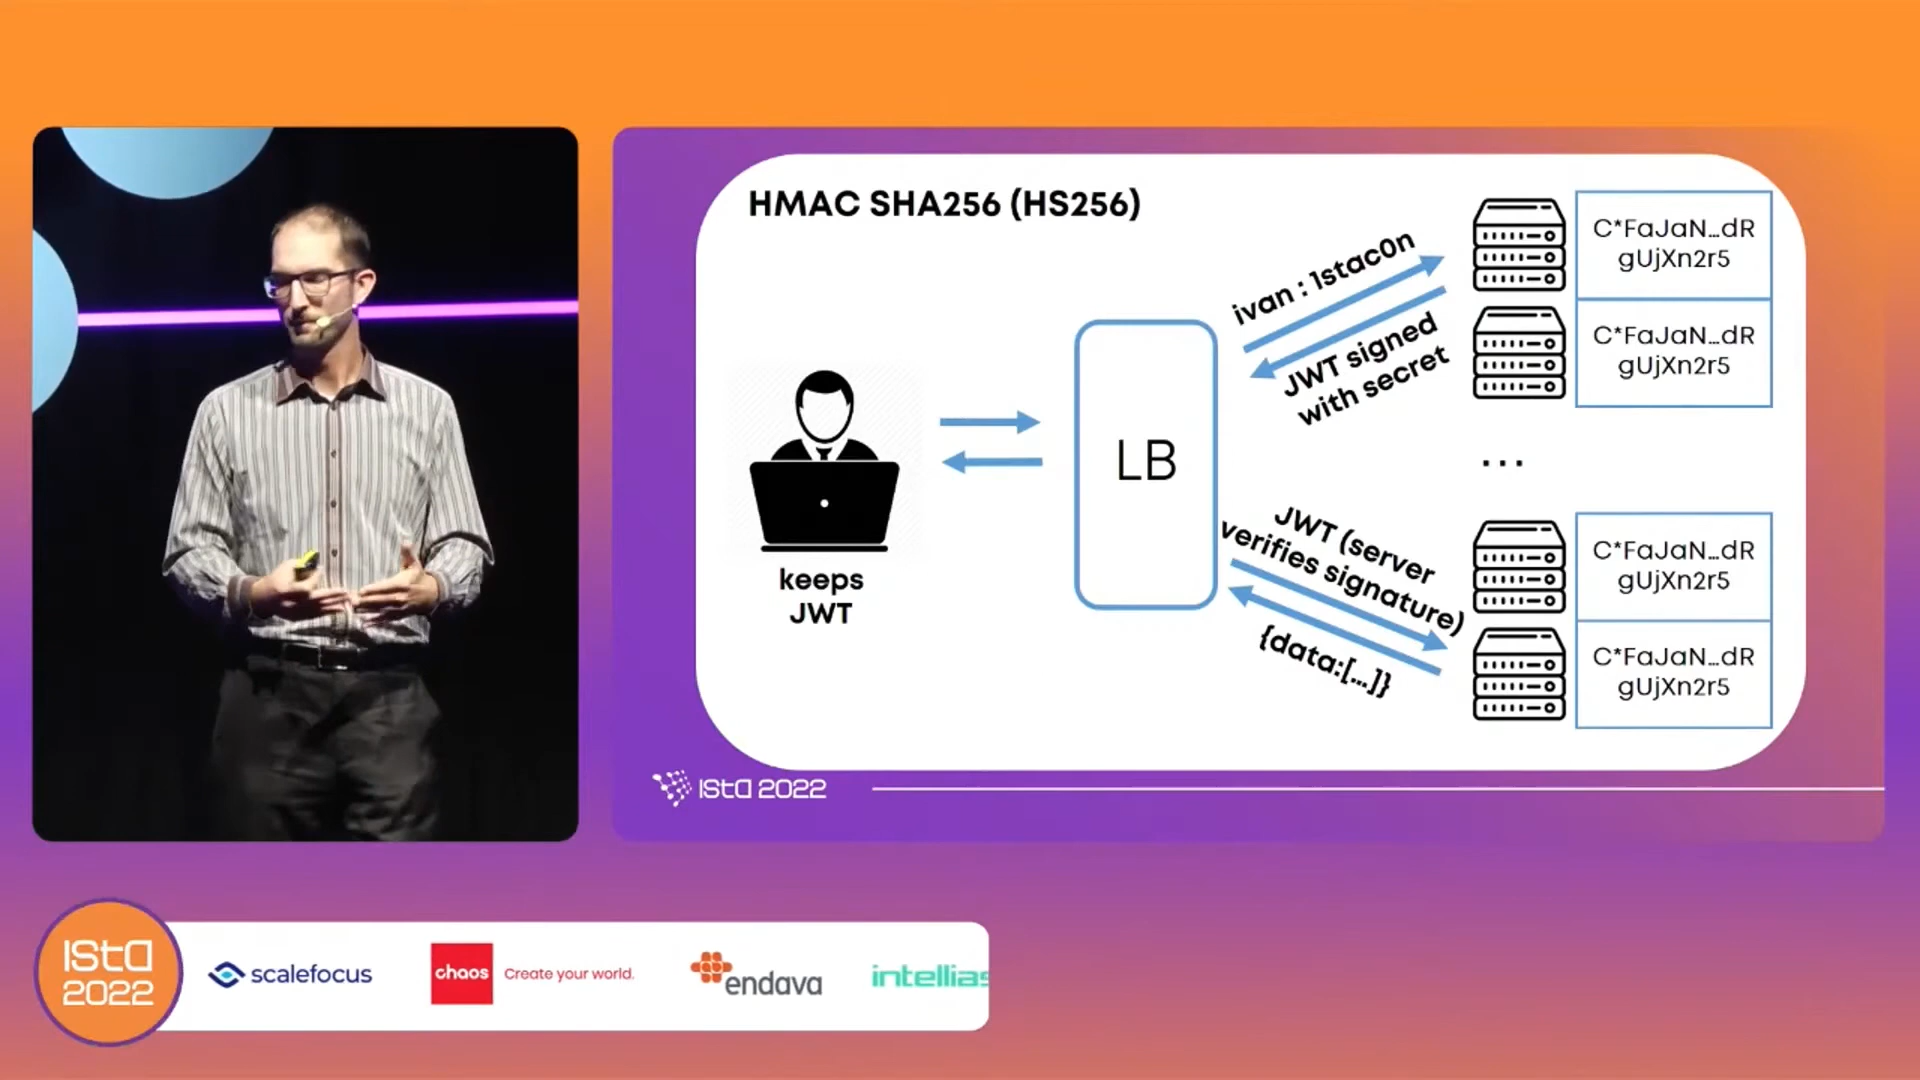 HMAC SHA256 (HS256)
ivan : 1stac0n
JWT signed
with secret
C*FaJaN...dR
gUjXn2r5
C*FaJaN...dR
gUjXn2r5
LB
...
keeps
JWT
JWT (server
verifies signature)
{data:[...]}
C*FaJaN...dR
gUjXn2r5
C*FaJaN...dR
gUjXn2r5
ISTA 2022
ISTA
2022
scalefocus
chaos
Create your world.
endava
intellias